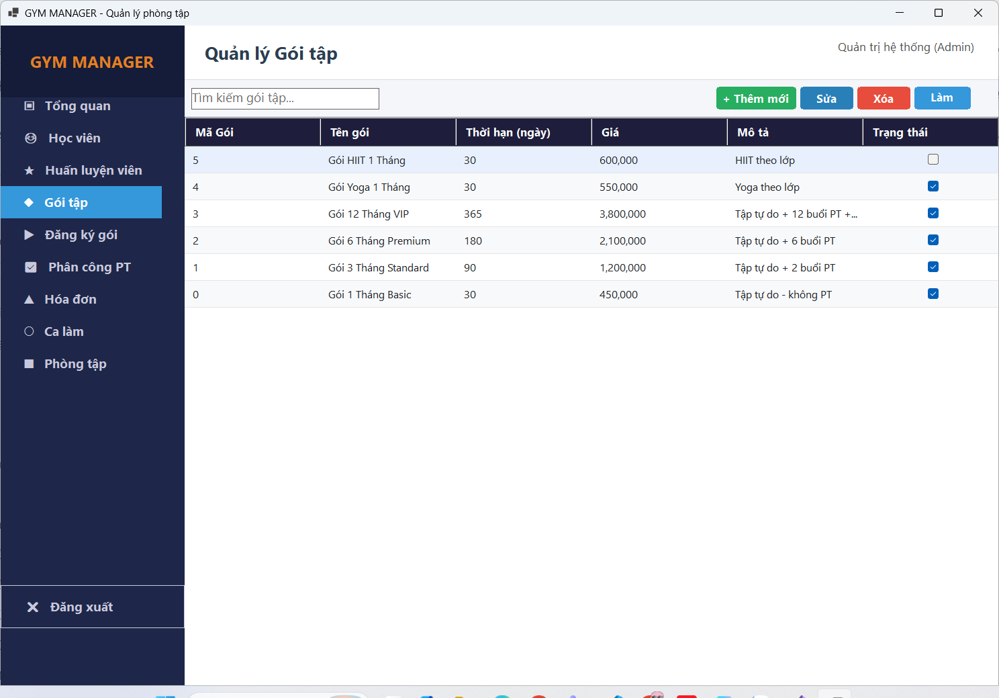 GYM MANAGER - Quản lý phòng tập
GYM MANAGER
Tổng quan
Học viên
Huấn luyện viên
Gói tập
Đăng ký gói
Phân công PT
Hóa đơn
Ca làm
Phòng tập
Đăng xuất
Quản lý Gói tập
Quản trị hệ thống (Admin)
Tìm kiếm gói tập...
+ Thêm mới Sửa Xóa Làm
Mã Gói Tên gói Thời hạn (ngày) Giá Mô tả Trạng thái
5 Gói HIIT 1 Tháng 30 600,000 HIIT theo lớp
4 Gói Yoga 1 Tháng 30 550,000 Yoga theo lớp
3 Gói 12 Tháng VIP 365 3,800,000 Tập tự do + 12 buổi PT +...
2 Gói 6 Tháng Premium 180 2,100,000 Tập tự do + 6 buổi PT
1 Gói 3 Tháng Standard 90 1,200,000 Tập tự do + 2 buổi PT
0 Gói 1 Tháng Basic 30 450,000 Tập tự do - không PT